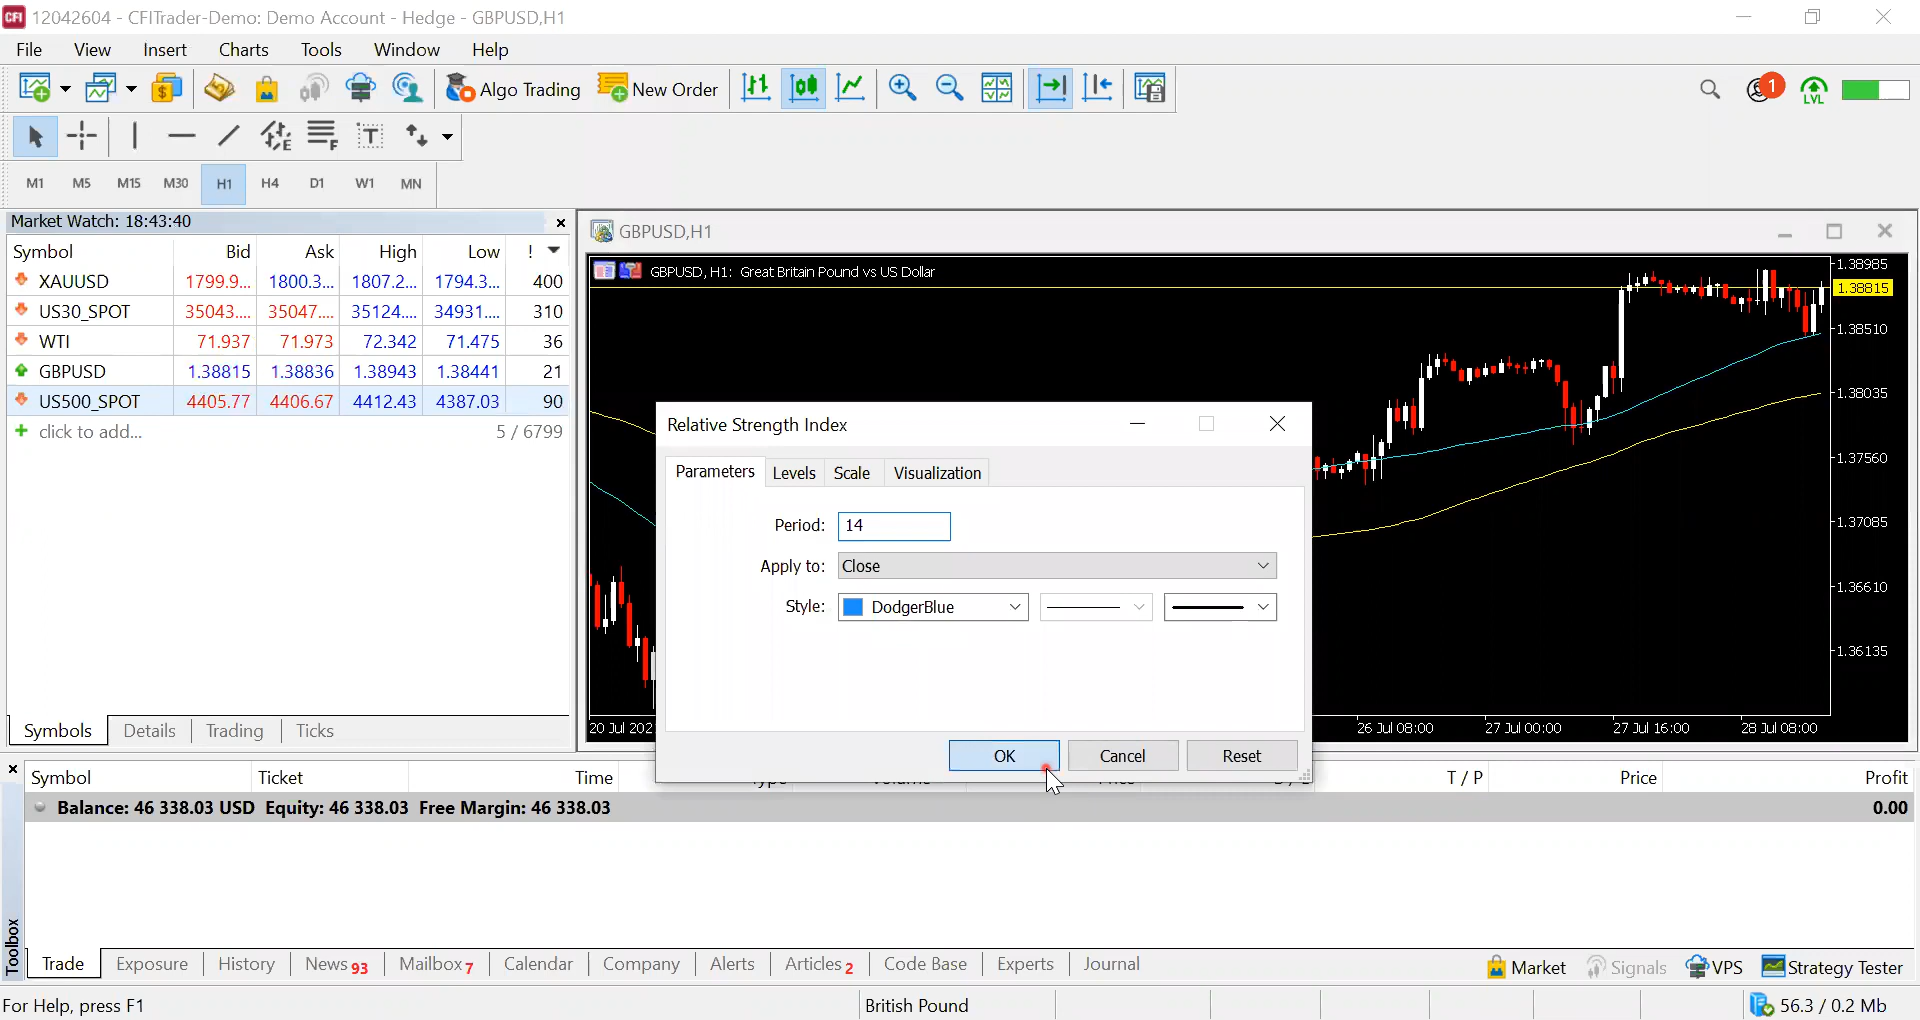 CFI 12042604 - CFITrader-Demo: Demo Account - Hedge - GBPUSD,H1
File View Insert Charts Tools Window Help
Algo Trading New Order 1 LVL
M1 M5 M15 M30 H1 H4 D1 W1 MN
Market Watch: 18:43:40
Symbol Bid Ask High Low !
XAUUSD 1799.9... 1800.3... 1807.2... 1794.3... 400
US30_SPOT 35043.... 35047.... 35124.... 34931.... 310
WTI 71.937 71.973 72.342 71.475 36
GBPUSD 1.38815 1.38836 1.38943 1.38441 21
US500_SPOT 4405.77 4406.67 4412.43 4387.03 90
click to add... 5 / 6799
Symbols Details Trading Ticks
GBPUSD,H1
GBPUSD, H1: Great Britain Pound vs US Dollar
1.38985
1.38815
1.38510
1.38035
1.37560
1.37085
1.36610
1.36135
20 Jul 202 26 Jul 08:00 27 Jul 00:00 27 Jul 16:00 28 Jul 08:00
Relative Strength Index
Parameters Levels Scale Visualization
Period: 14
Apply to: Close
Style: DodgerBlue
OK Cancel Reset
Symbol Ticket Time T / P Price Profit
Balance: 46 338.03 USD Equity: 46 338.03 Free Margin: 46 338.03 0.00
Toolbox
Trade Exposure History News 93 Mailbox 7 Calendar Company Alerts Articles 2 Code Base Experts Journal
Market Signals VPS Strategy Tester
For Help, press F1 British Pound 56.3 / 0.2 Mb